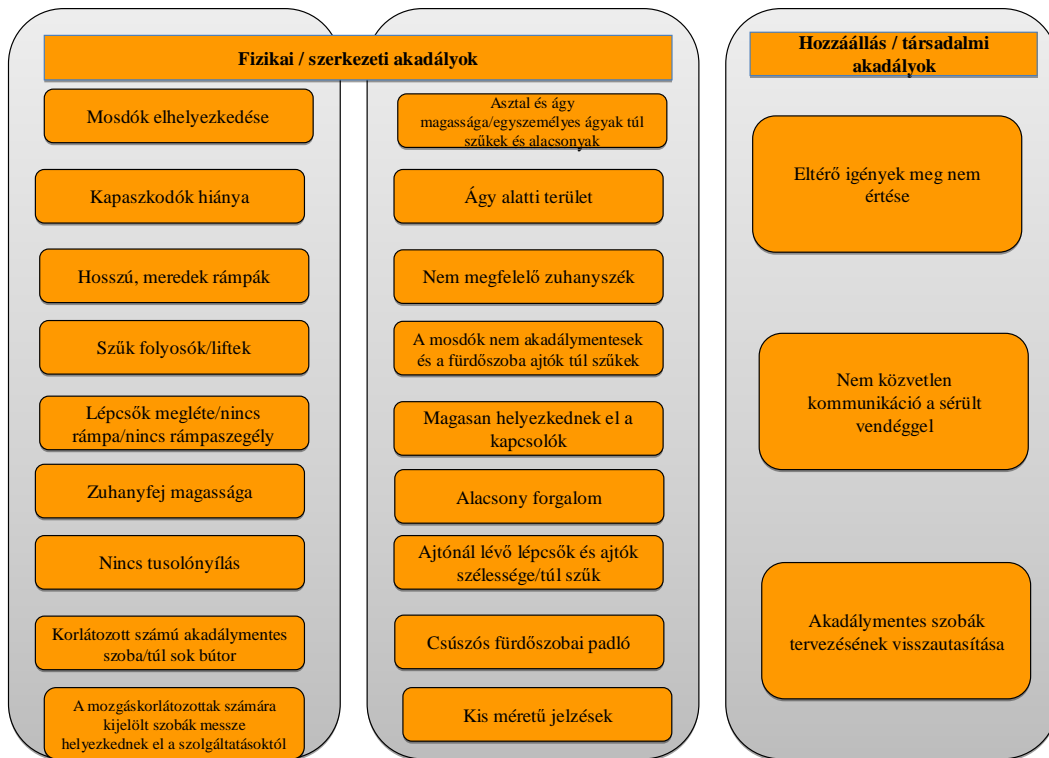 Fizikai / szerkezeti akadályok
Mosdók elhelyezkedése
Kapaszkodók hiánya
Hosszú, meredek rámpák
Szűk folyosók/liftek
Lépcsők megléte/nincs
rámpa/nincs rámpaszegély
Zuhanyfej magassága
Nincs tusolónyílás
Korlátozott számú akadálymentes
szoba/túl sok bútor
A mozgáskorlátozottak számára
kijelölt szobák messze
helyezkednek el a szolgáltatásoktól
Asztal és ágy
magassága/egyszemélyes ágyak túl
szűkek és alacsonyak
Ágy alatti terület
Nem megfelelő zuhanyszék
A mosdók nem akadálymentesek
és a fürdőszoba ajtók túl szűkek
Magasan helyezkednek el a
kapcsolók
Alacsony forgalom
Ajtónál lévő lépcsők és ajtók
szélessége/túl szűk
Csúszós fürdőszobai padló
Kis méretű jelzések
Hozzáállás / társadalmi
akadályok
Eltérő igények meg nem
értése
Nem közvetlen
kommunikáció a sérült
vendéggel
Akadálymentes szobák
tervezésének visszautasítása